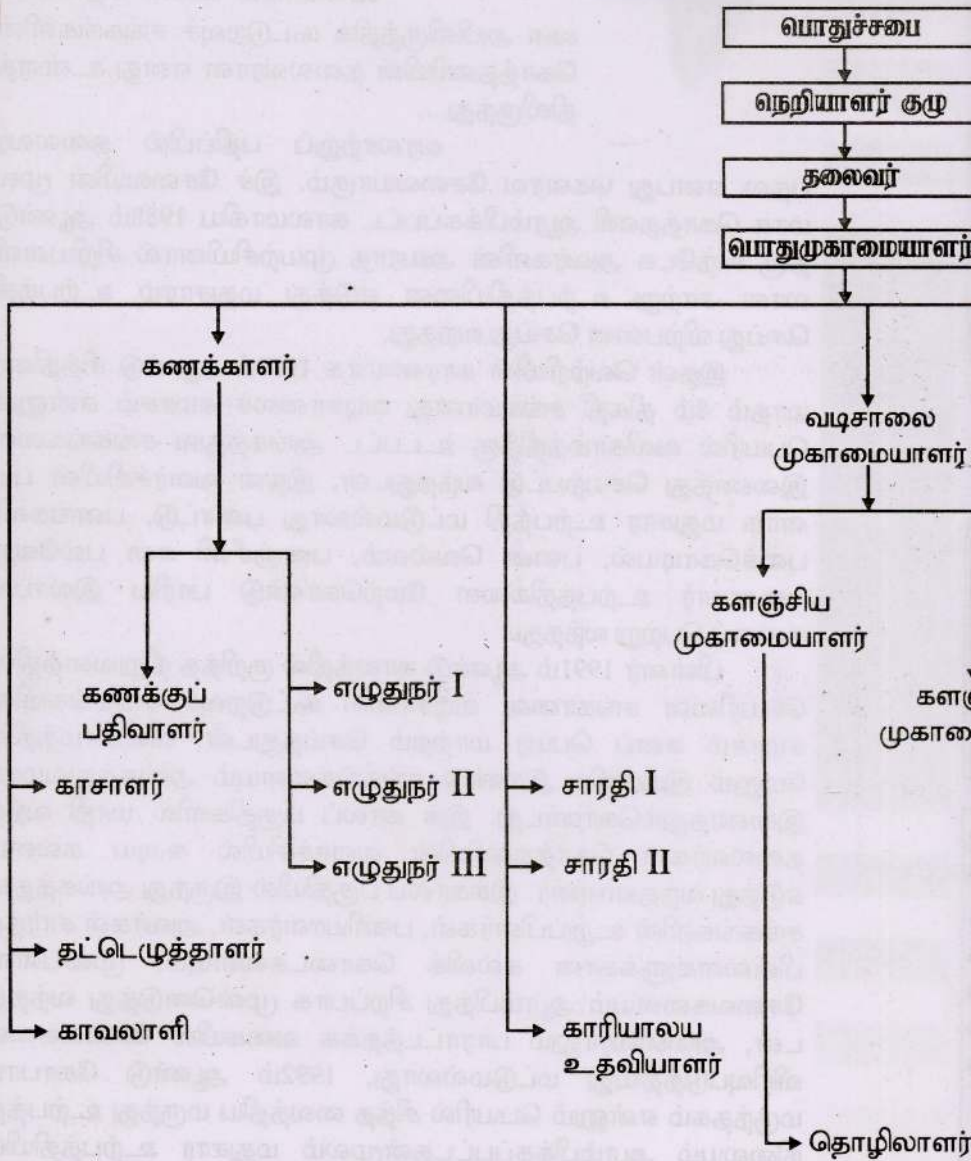 பொதுச்சபை
நெறியாளர் குழு
தலைவர்
பொதுமுகாமையாளர்
கணக்காளர்
வடிசாலை
முகாமையாளர்
களஞ்சிய
முகாமையாளர்
கணக்குப்
பதிவாளர்
எழுதுநர் I
காசாளர்
எழுதுநர் II
சாரதி I
எழுதுநர் III
சாரதி II
தட்டெழுத்தாளர்
காவலாளி
காரியாலய
உதவியாளர்
தொழிலாளர்